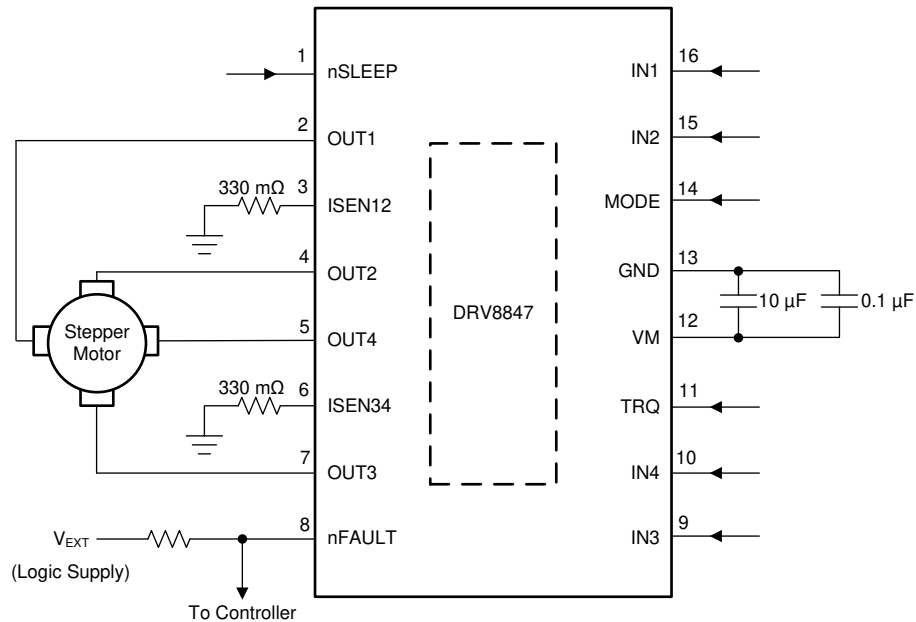 1
nSLEEP
2
OUT1
330 mΩ
3
ISEN12
4
OUT2
5
OUT4
330 mΩ
6
ISEN34
7
OUT3
8
nFAULT
Stepper
Motor
VEXT
(Logic Supply)
To Controller
DRV8847
16
IN1
15
IN2
14
MODE
13
GND
10 µF
0.1 µF
12
VM
11
TRQ
10
IN4
9
IN3